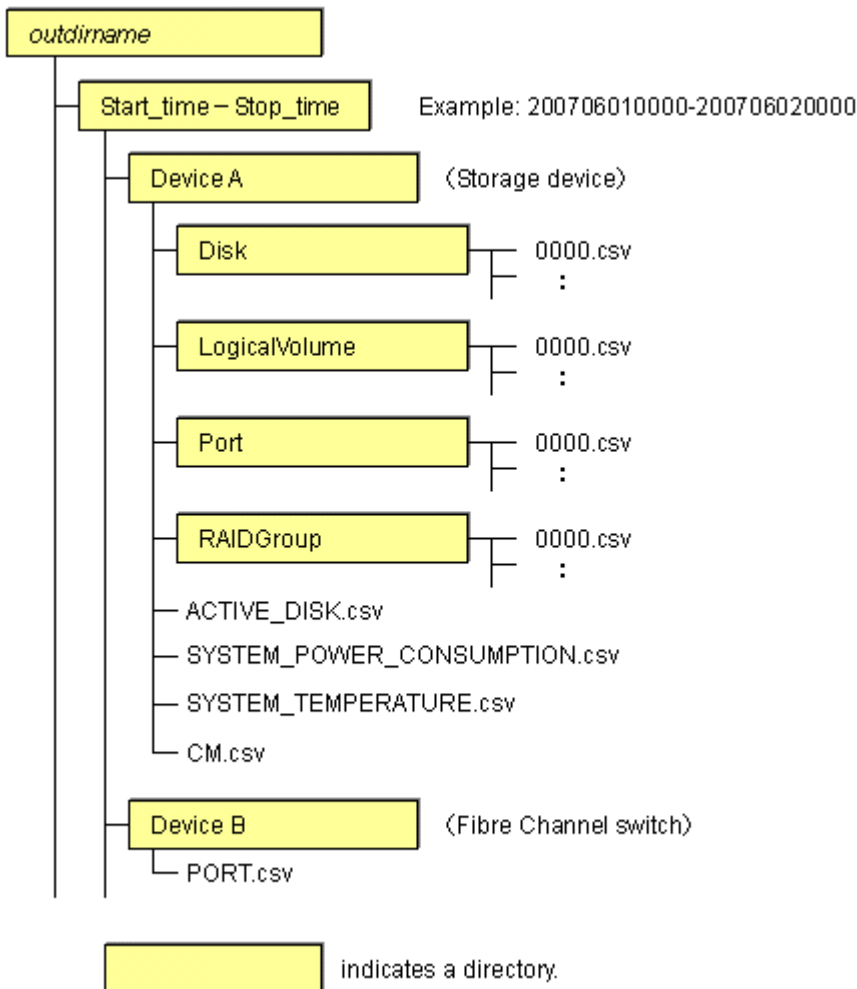 outdirname
Start_time－Stop_time Example: 200706010000-200706020000
Device A （Storage device）
Disk 0000.csv
:
LogicalVolume 0000.csv
:
Port 0000.csv
:
RAIDGroup 0000.csv
:
ACTIVE_DISK.csv
SYSTEM_POWER_CONSUMPTION.csv
SYSTEM_TEMPERATURE.csv
CM.csv
Device B （Fibre Channel switch）
PORT.csv
indicates a directory.